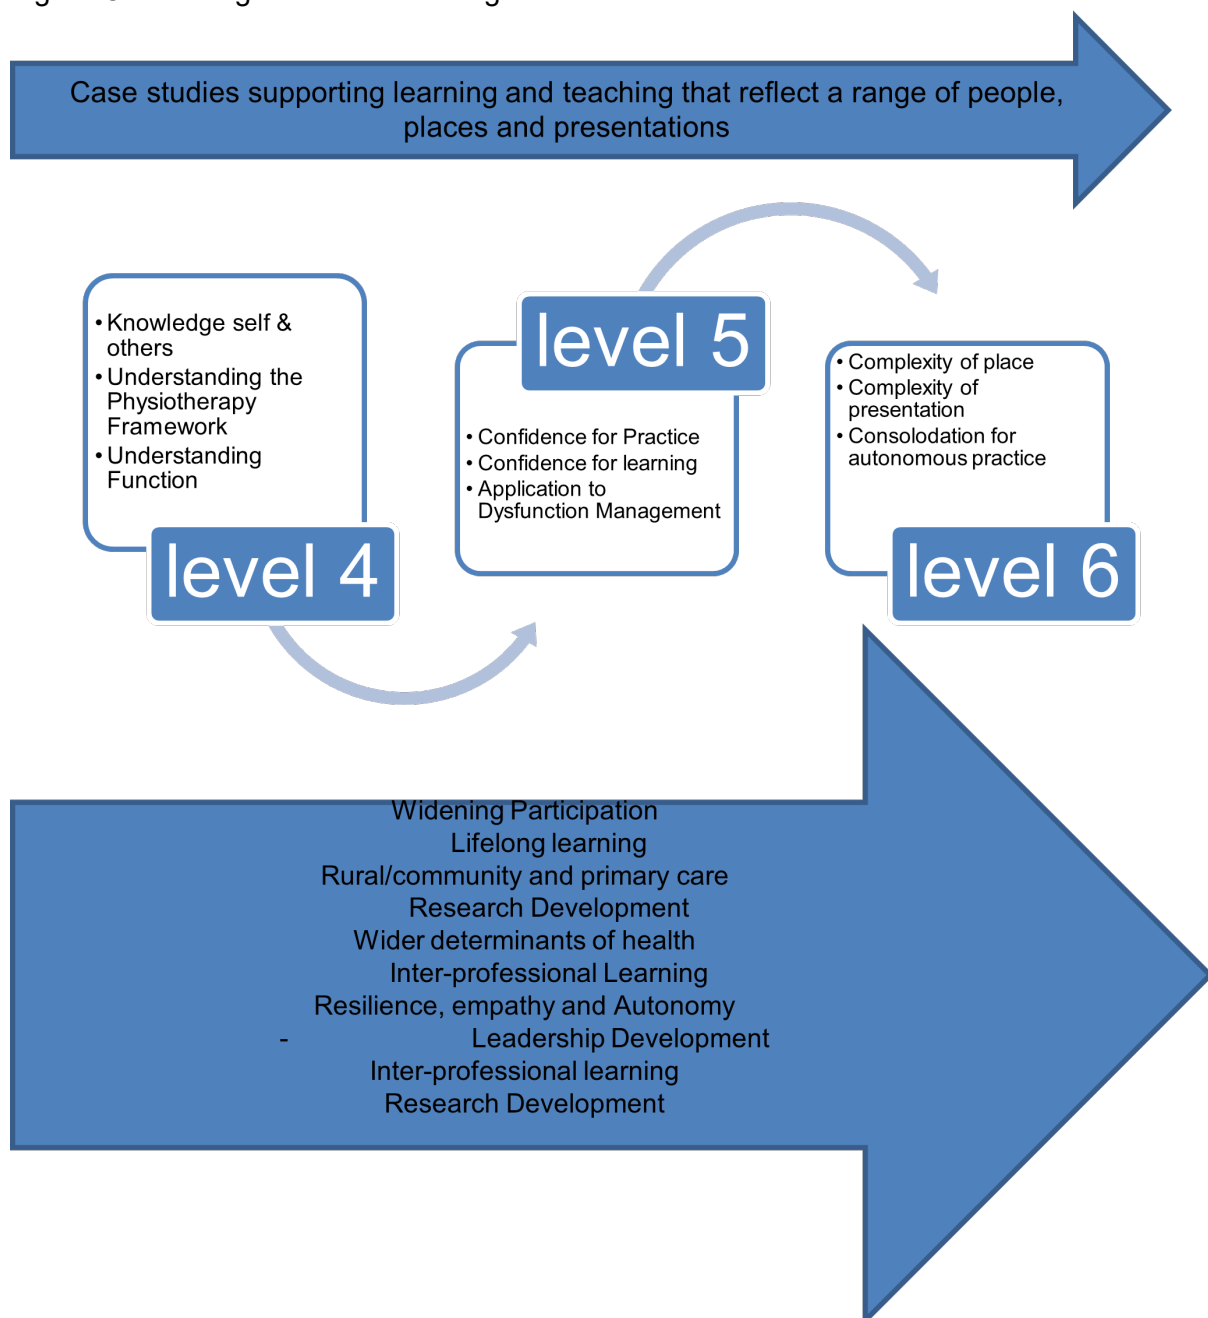 Case studies supporting learning and teaching that reflect a range of people,
places and presentations
• Knowledge self &
others
• Understanding the
Physiotherapy
Framework
• Understanding
Function
level 4
level 5
• Confidence for Practice
• Confidence for learning
• Application to
Dysfunction Management
• Complexity of place
• Complexity of
presentation
• Consolodation for
autonomous practice
level 6
Widening Participation
Lifelong learning
Rural/community and primary care
Research Development
Wider determinants of health
Inter-professional Learning
Resilience, empathy and Autonomy
- Leadership Development
Inter-professional learning
Research Development